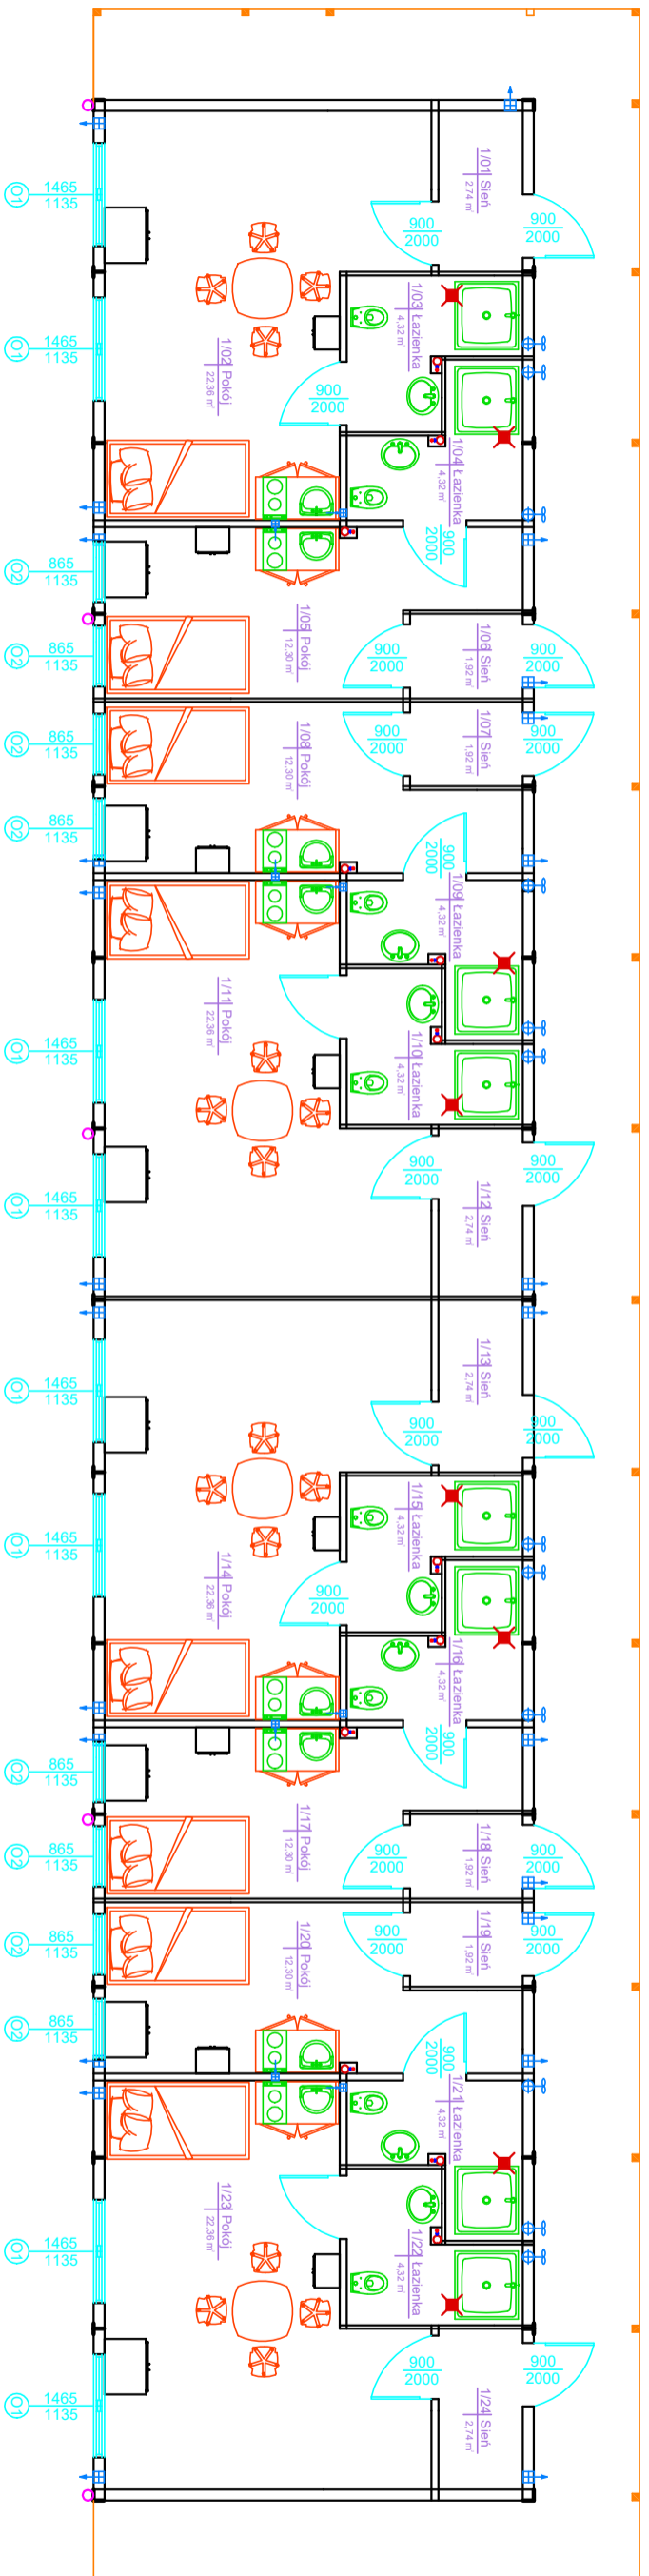 1/01 Sień
2,74 m²
900
2000
900
2000
1465
1135
O1
1/03 Łazienka
4,32 m²
1465
1135
O1
1/02 Pokój
22,36 m²
900
2000
1/04 Łazienka
4,32 m²
900
2000
865
1135
O2
1/05 Pokój
12,30 m²
1/06 Sień
1,92 m²
900
2000
900
2000
865
1135
O2
1/07 Sień
1,92 m²
900
2000
900
2000
865
1135
O2
1/08 Pokój
12,30 m²
865
1135
O2
900
2000
1/09 Łazienka
4,32 m²
1/11 Pokój
22,36 m²
1/10 Łazienka
4,32 m²
1465
1135
O1
900
2000
900
2000
1/12 Sień
2,74 m²
1465
1135
O1
1/13 Sień
2,74 m²
1465
1135
O1
900
2000
900
2000
1/15 Łazienka
4,32 m²
1465
1135
O1
1/14 Pokój
22,36 m²
900
2000
1/16 Łazienka
4,32 m²
900
2000
865
1135
O2
1/17 Pokój
12,30 m²
1/18 Sień
1,92 m²
900
2000
900
2000
865
1135
O2
1/19 Sień
1,92 m²
900
2000
900
2000
865
1135
O2
1/20 Pokój
12,30 m²
865
1135
O2
900
2000
1/21 Łazienka
4,32 m²
1/23 Pokój
22,36 m²
1/22 Łazienka
4,32 m²
1465
1135
O1
900
2000
900
2000
1/24 Sień
2,74 m²
1465
1135
O1